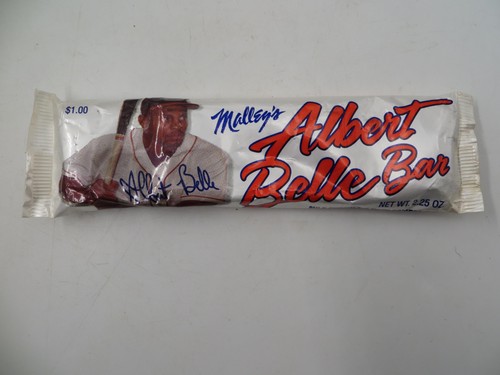 $1.00
Malley's
Albert
Belle Bar
Albert Belle
NET WT. 2.25 OZ